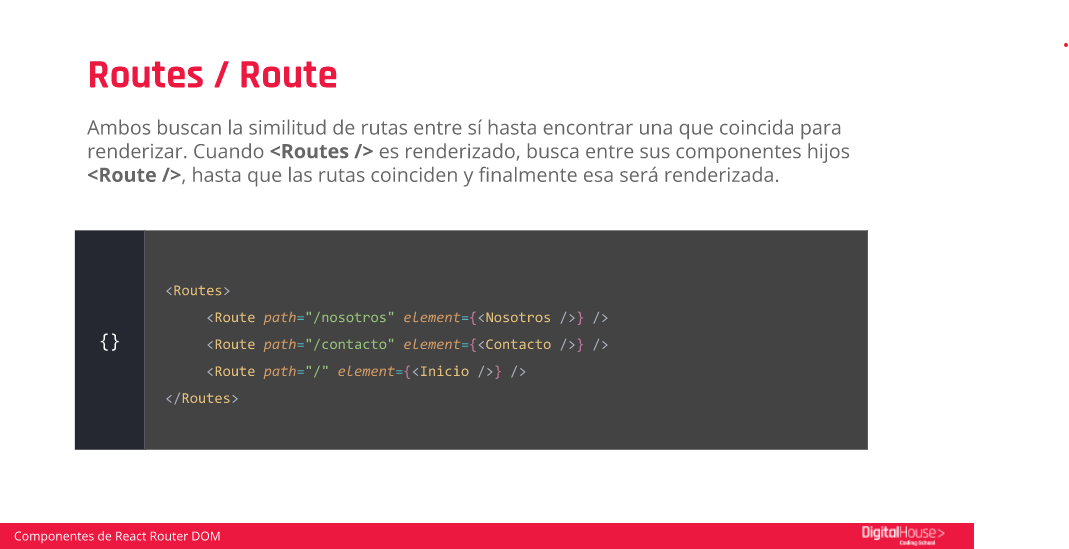 Routes / Route
Ambos buscan la similitud de rutas entre sí hasta encontrar una que coincida para
renderizar. Cuando <Routes /> es renderizado, busca entre sus componentes hijos
<Route />, hasta que las rutas coinciden y finalmente esa será renderizada.
{}
<Routes>
<Route path="/nosotros" element={<Nosotros />} />
<Route path="/contacto" element={<Contacto />} />
<Route path="/" element={<Inicio />} />
</Routes>
Componentes de React Router DOM
DigitalHouse>
Coding School